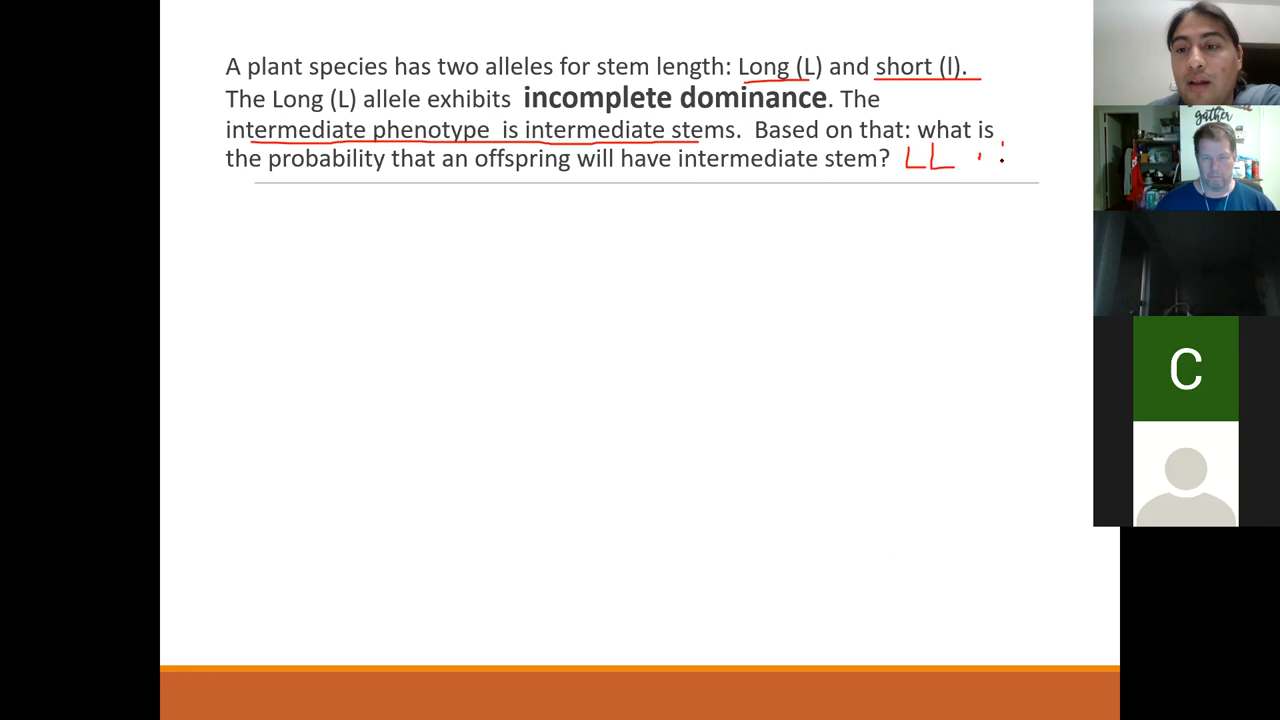 A plant species has two alleles for stem length: Long (L) and short (l).
The Long (L) allele exhibits incomplete dominance. The
intermediate phenotype is intermediate stems. Based on that: what is
the probability that an offspring will have intermediate stem? LL
gather
C